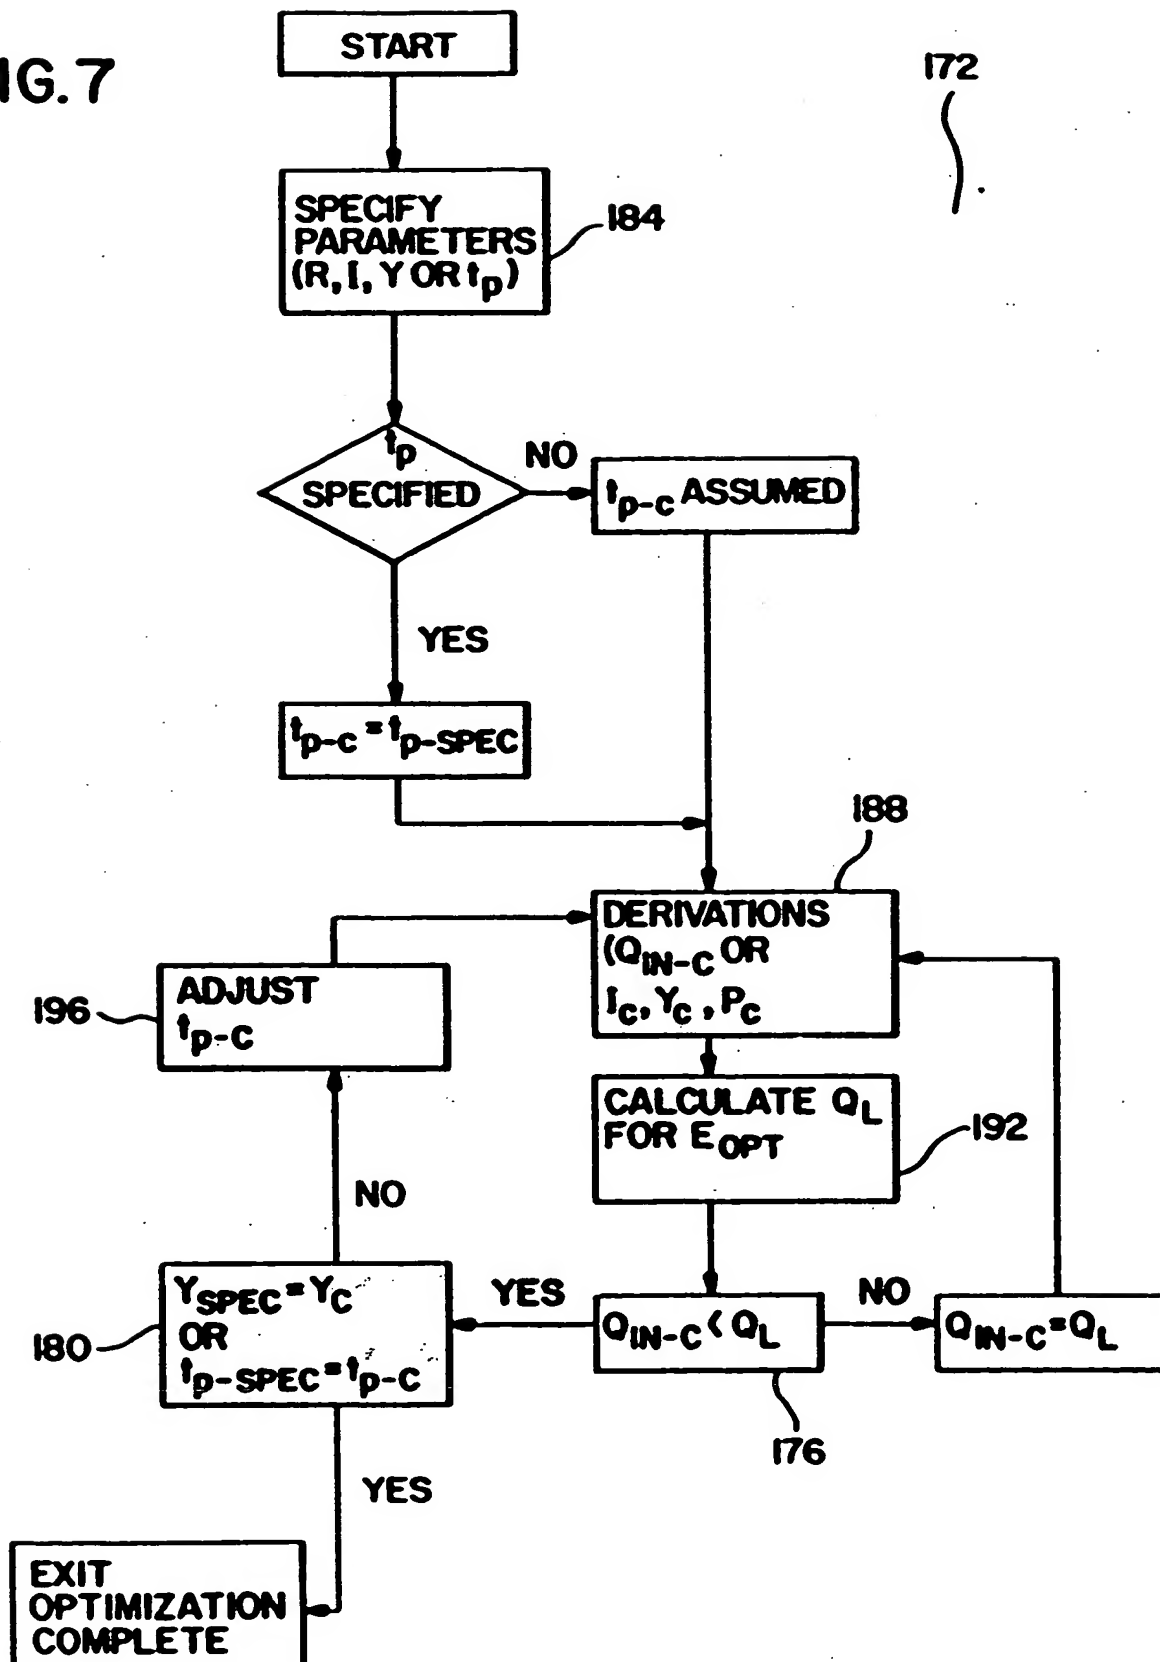 IG. 7
START
172
SPECIFY
PARAMETERS
(R, I, Y OR tp)
184
tp
SPECIFIED
NO
tp-c ASSUMED
YES
tp-c = tp-SPEC
188
DERIVATIONS
(QIN-C OR
IC, YC, PC
ADJUST
tp-C
196
CALCULATE QL
FOR EOPT
192
NO
YSPEC = YC
OR
tp-SPEC = tp-C
180
YES
QIN-C < QL
NO
QIN-C = QL
176
YES
EXIT
OPTIMIZATION
COMPLETE